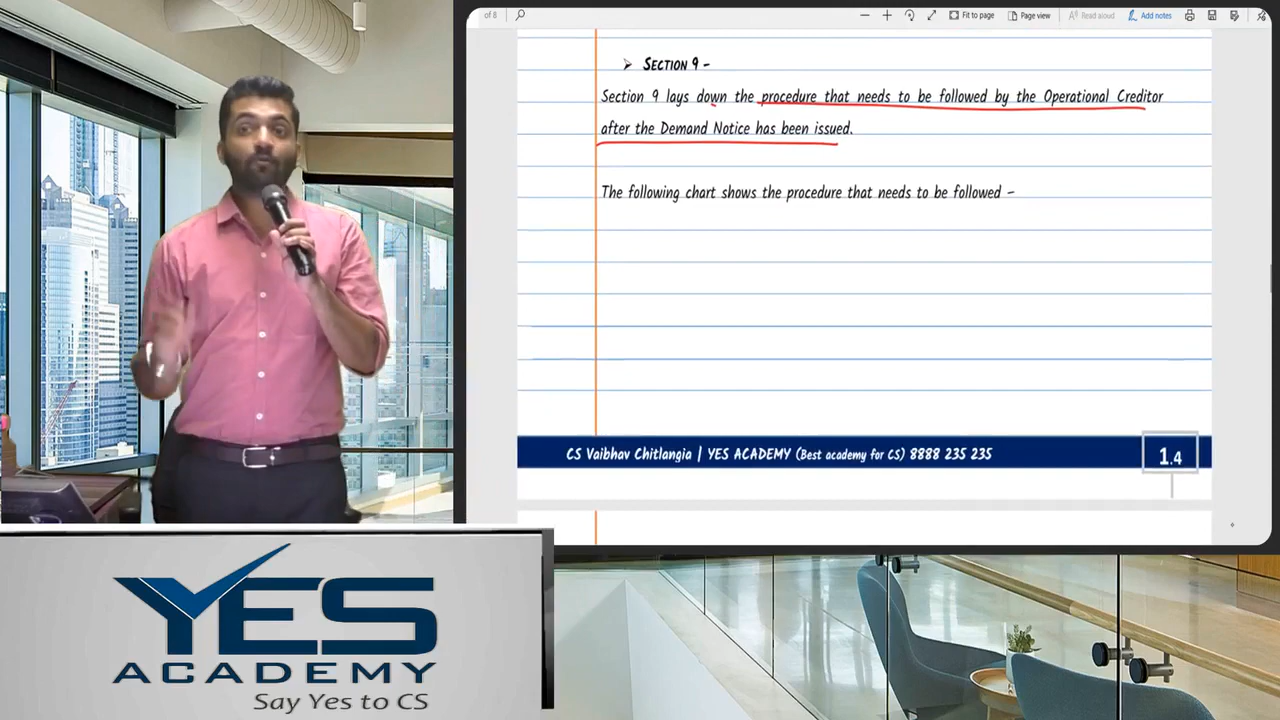 of 8
Fit to page
Page view
Read aloud
Add notes
➢ SECTION 9 –
Section 9 lays down the procedure that needs to be followed by the Operational Creditor
after the Demand Notice has been issued.
The following chart shows the procedure that needs to be followed –
CS Vaibhav Chitlangia | YES ACADEMY (Best academy for CS) 8888 235 235
1.4
YES
ACADEMY
Say Yes to CS